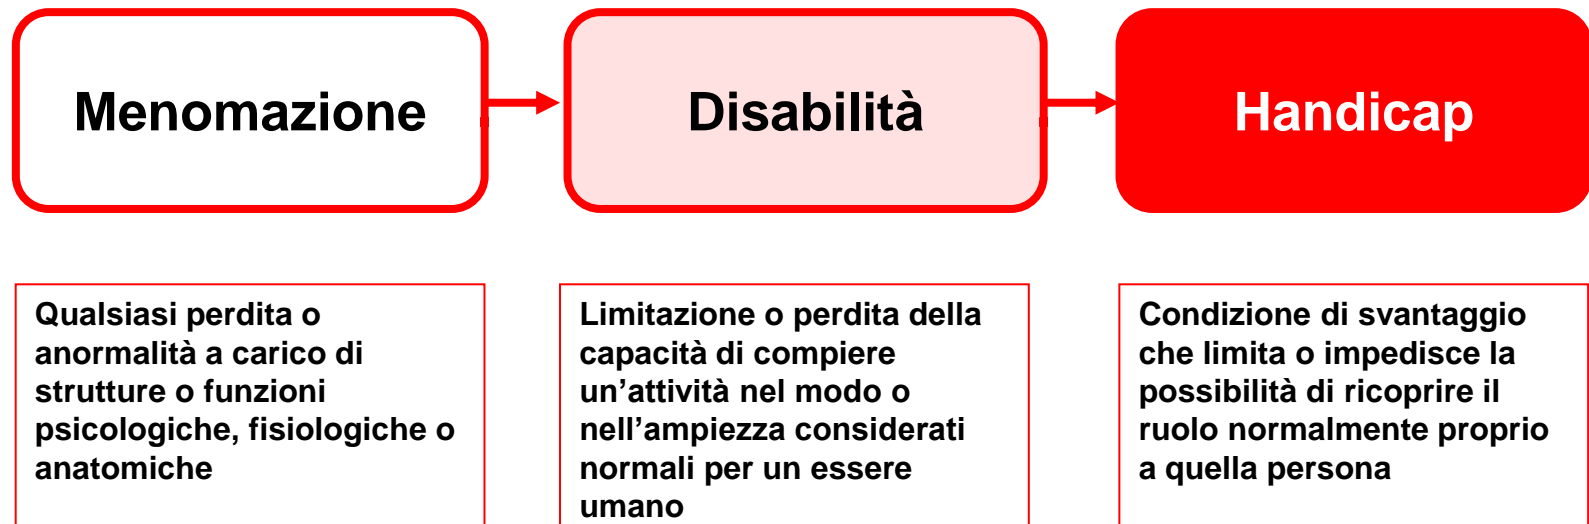 Menomazione
Disabilità
Handicap
Qualsiasi perdita o
anormalità a carico di
strutture o funzioni
psicologiche, fisiologiche o
anatomiche
Limitazione o perdita della
capacità di compiere
un’attività nel modo o
nell’ampiezza considerati
normali per un essere
umano
Condizione di svantaggio
che limita o impedisce la
possibilità di ricoprire il
ruolo normalmente proprio
a quella persona